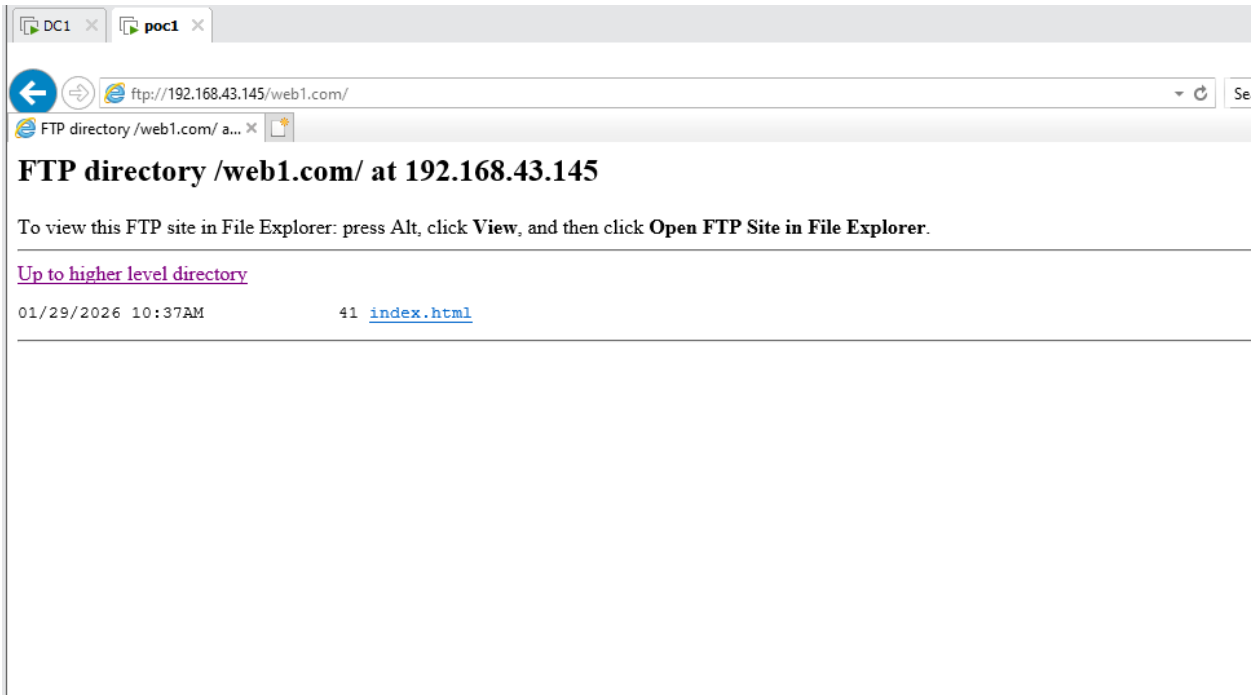 DC1 poc1
ftp://192.168.43.145/web1.com/
FTP directory /web1.com/ a...
FTP directory /web1.com/ at 192.168.43.145
To view this FTP site in File Explorer: press Alt, click View, and then click Open FTP Site in File Explorer.
Up to higher level directory
01/29/2026 10:37AM 41 index.html